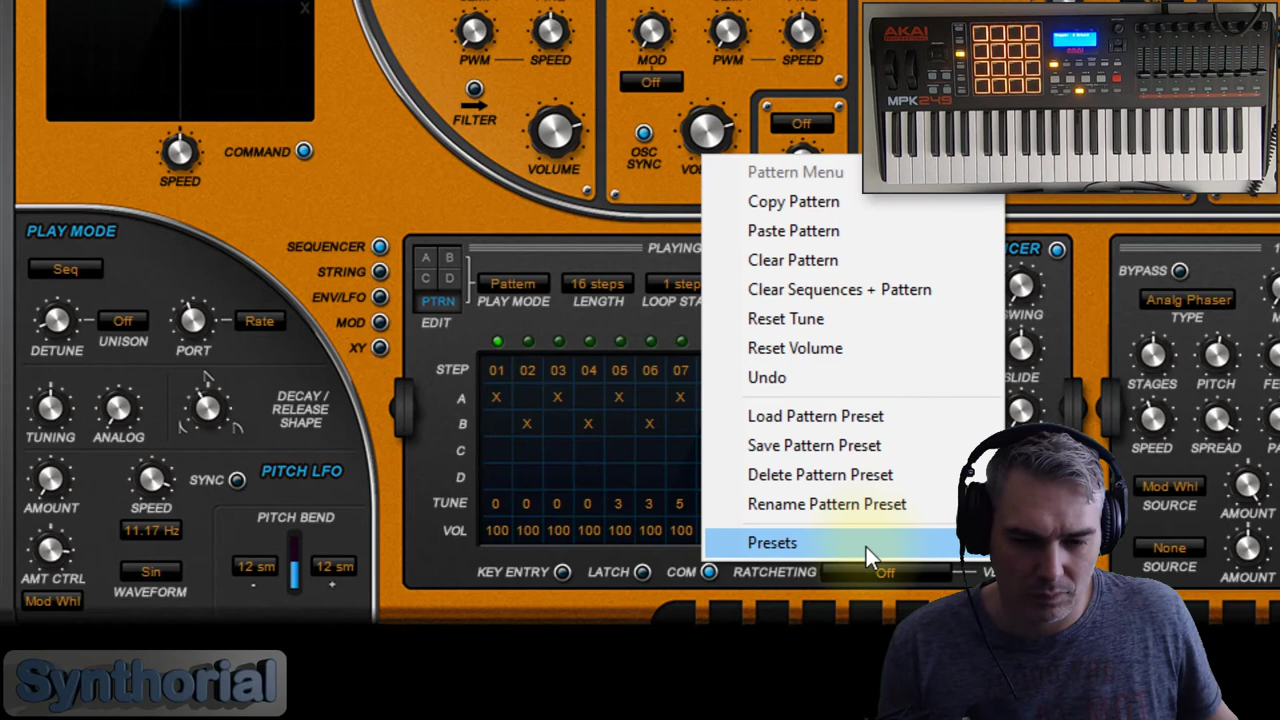 X
PWM
SPEED
MOD
PWM
SPEED
Off
FILTER
Off
SPEED
COMMAND
VOLUME
OSC
SYNC
AKAI
MPK249
PLAY MODE
Seq
DETUNE
Off
UNISON
PORT
Rate
TUNING
ANALOG
DECAY /
RELEASE
SHAPE
AMOUNT
SPEED
SYNC
PITCH LFO
11.17 Hz
PITCH BEND
12 sm
12 sm
-
+
AMT CTRL
Mod Whl
Sin
WAVEFORM
SEQUENCER
STRING
ENV/LFO
MOD
XY
A B
C D
PTRN
EDIT
PLAYING
Pattern
PLAY MODE
16 steps
LENGTH
1 step
LOOP STA
STEP 01 02 03 04 05 06 07
A X X X X
B X X X
C
D
TUNE 0 0 0 0 3 3 5
VOL 100 100 100 100 100 100 100
KEY ENTRY
LATCH
COM
RATCHETING
Off
Pattern Menu
Copy Pattern
Paste Pattern
Clear Pattern
Clear Sequences + Pattern
Reset Tune
Reset Volume
Undo
Load Pattern Preset
Save Pattern Preset
Delete Pattern Preset
Rename Pattern Preset
Presets
BYPASS
Analg Phaser
TYPE
STAGES
PITCH
SPEED
SPREAD
Mod Whl
SOURCE
AMOUNT
None
SOURCE
AMOUNT
Synthorial